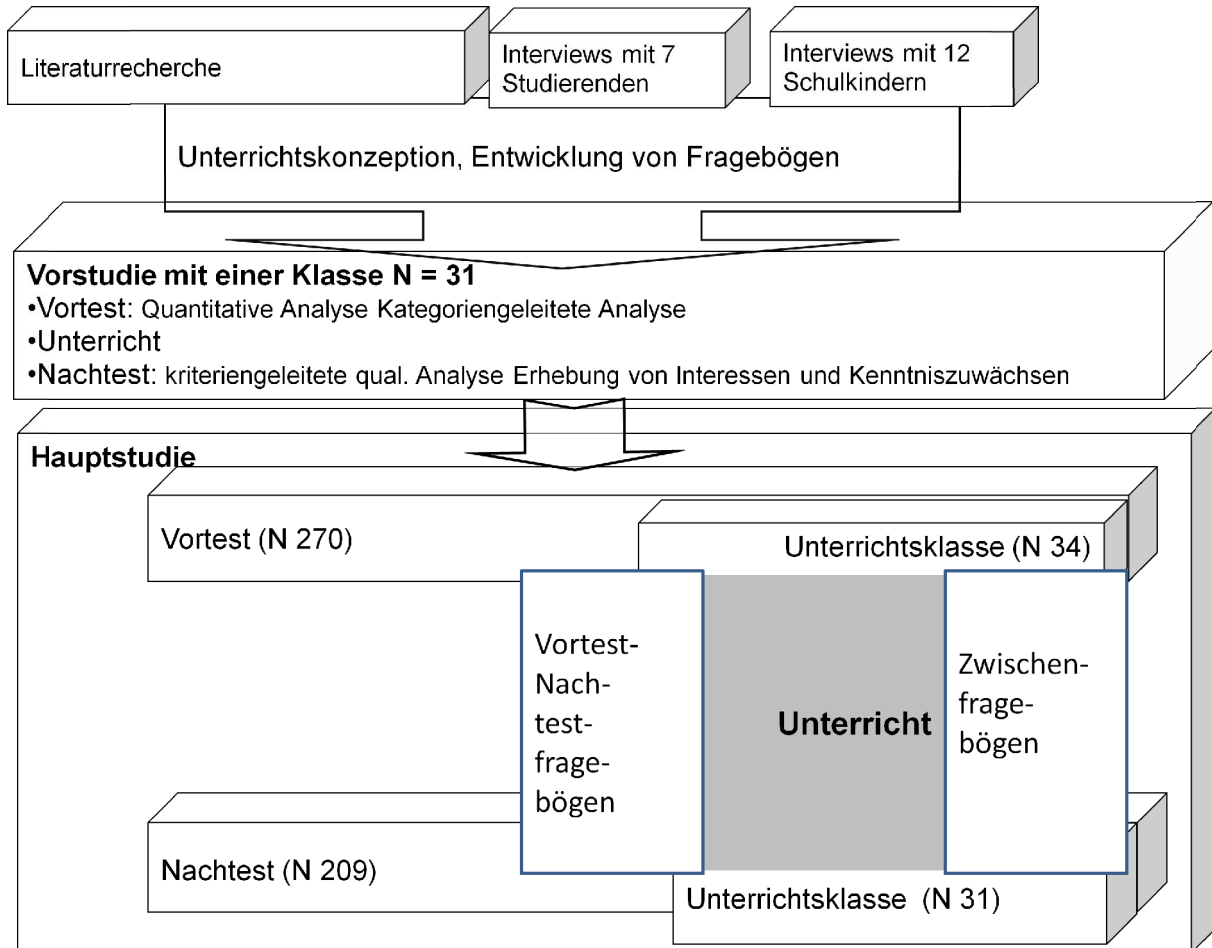 Literaturrecherche
Interviews mit 7
Studierenden
Interviews mit 12
Schulkindern
Unterrichtskonzeption, Entwicklung von Fragebögen
Vorstudie mit einer Klasse N = 31
•Vortest: Quantitative Analyse Kategoriengeleitete Analyse
•Unterricht
•Nachtest: kriteriengeleitete qual. Analyse Erhebung von Interessen und Kenntniszuwächsen
Hauptstudie
Vortest (N 270)
Unterrichtsklasse (N 34)
Vortest-
Nach-
test-
frage-
bögen
Unterricht
Zwischen-
frage-
bögen
Nachtest (N 209)
Unterrichtsklasse (N 31)